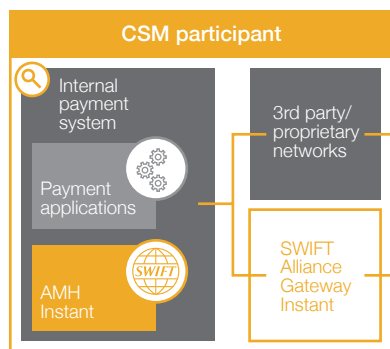 CSM participant
Internal
payment
system
Payment
applications
SWIFT
AMH
Instant
3rd party/
proprietary
networks
SWIFT
Alliance
Gateway
Instant